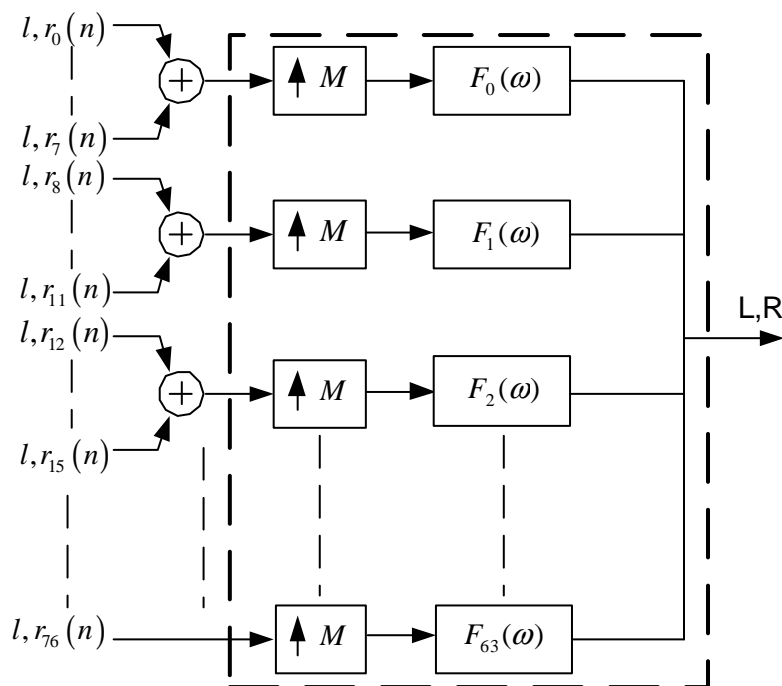 l, r₀(n)
↑ M
F₀(ω)
+
l, r₇(n)
l, r₈(n)
+
↑ M
F₁(ω)
l, r₁₁(n)
L,R
l, r₁₂(n)
+
↑ M
F₂(ω)
l, r₁₅(n)
l, r₇₆(n)
↑ M
F₆₃(ω)